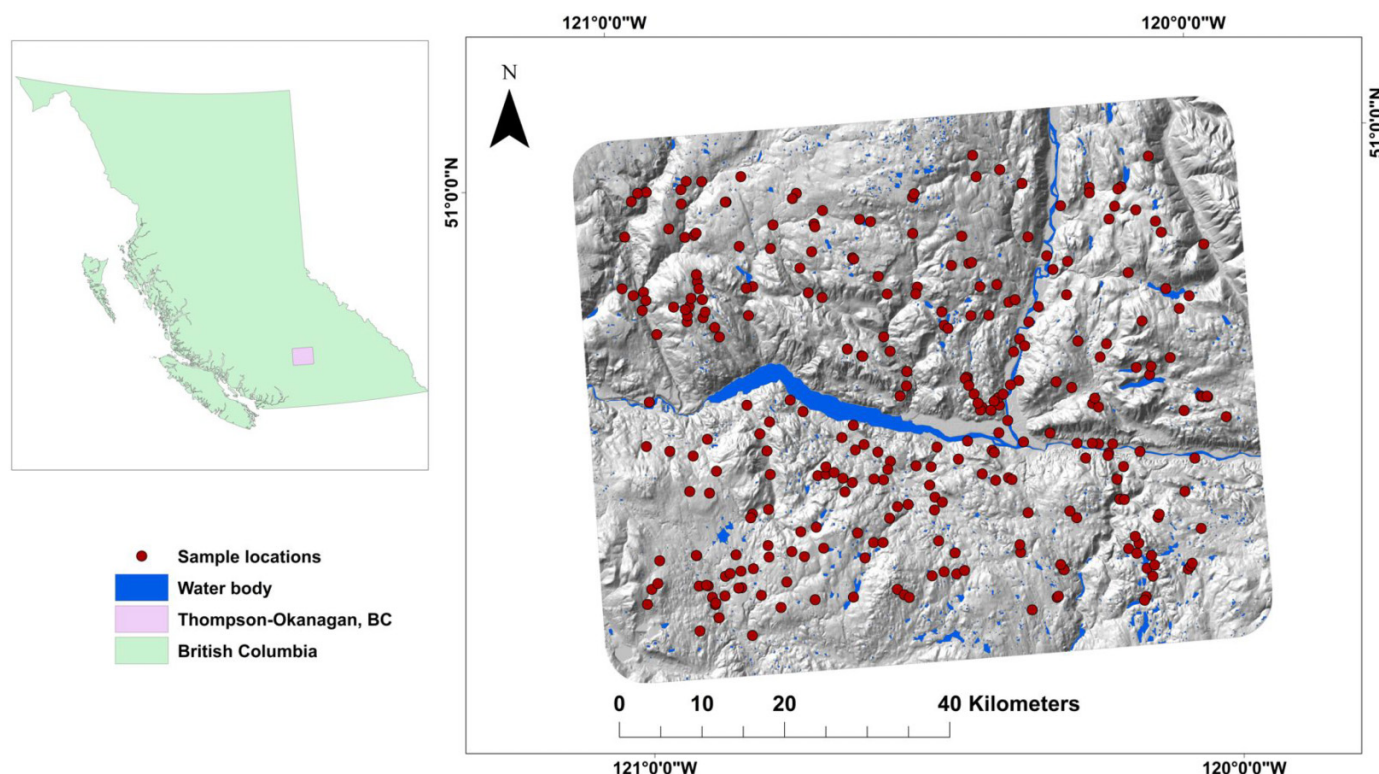 121°0'0"W
120°0'0"W
N
51°0'0"N
51°0'0"N
Sample locations
Water body
Thompson-Okanagan, BC
British Columbia
0 10 20 40 Kilometers
121°0'0"W
120°0'0"W